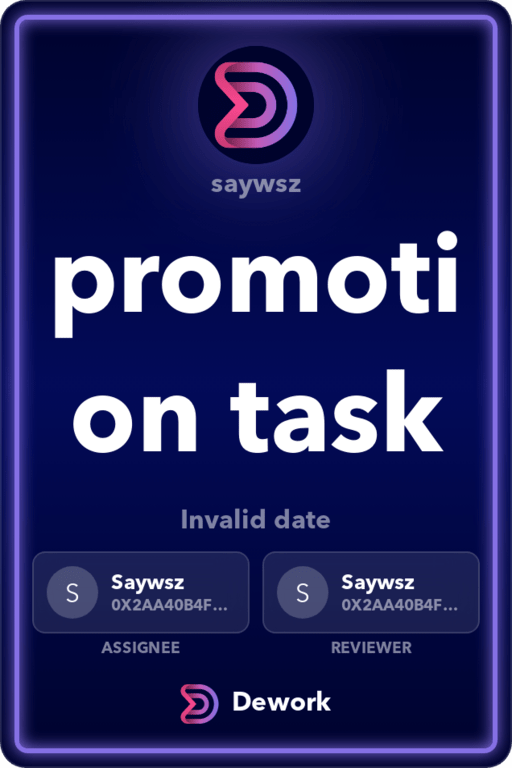 saywsz
promoti
on task
Invalid date
S Saywsz S Saywsz
0X2AA40B4F... 0X2AA40B4F...
ASSIGNEE REVIEWER
Dework